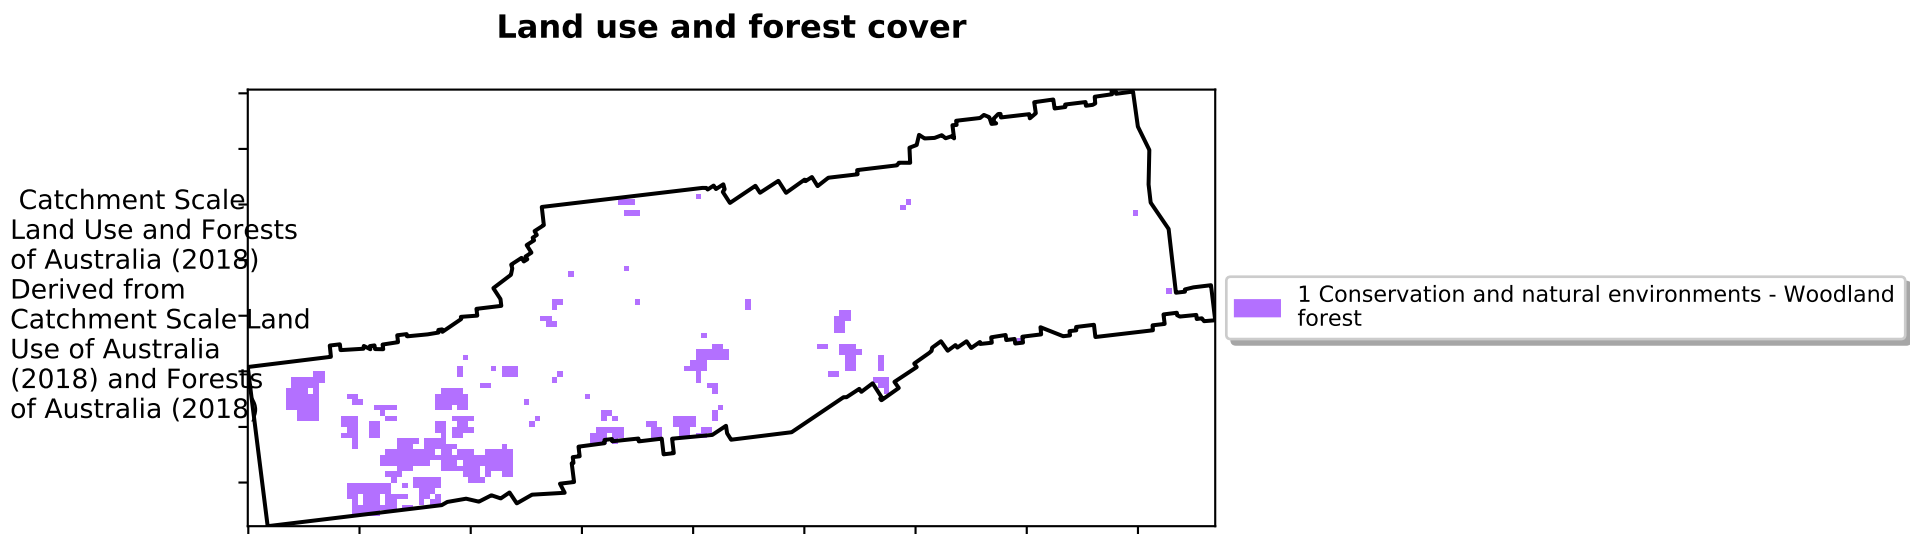 Land use and forest cover
Catchment Scale
Land Use and Forests
of Australia (2018)
Derived from
Catchment Scale Land
Use of Australia
(2018) and Forests
of Australia (2018)
1 Conservation and natural environments - Woodland
forest